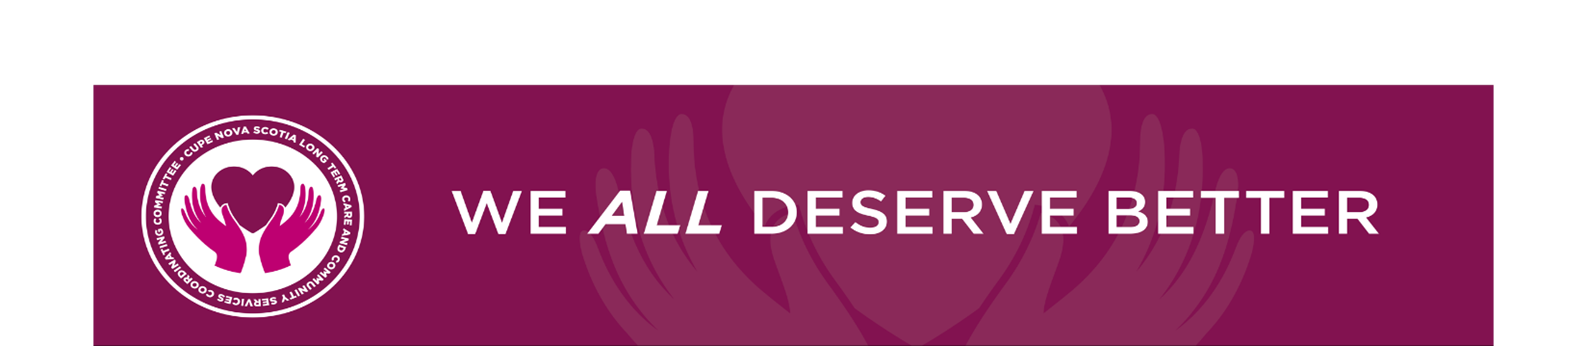 • CUPE NOVA SCOTIA LONG TERM CARE AND COMMUNITY SERVICES COORDINATING COMMITTEE
WE ALL DESERVE BETTER